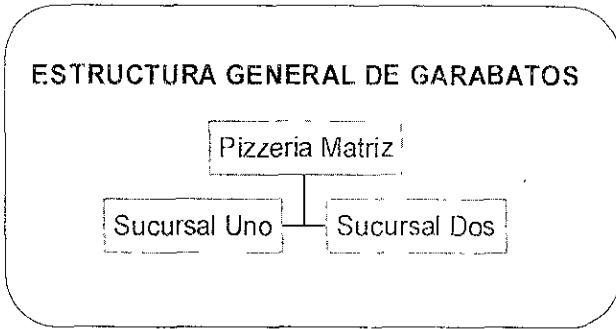 ESTRUCTURA GENERAL DE GARABATOS
Pizzeria Matriz
Sucursal Uno
Sucursal Dos